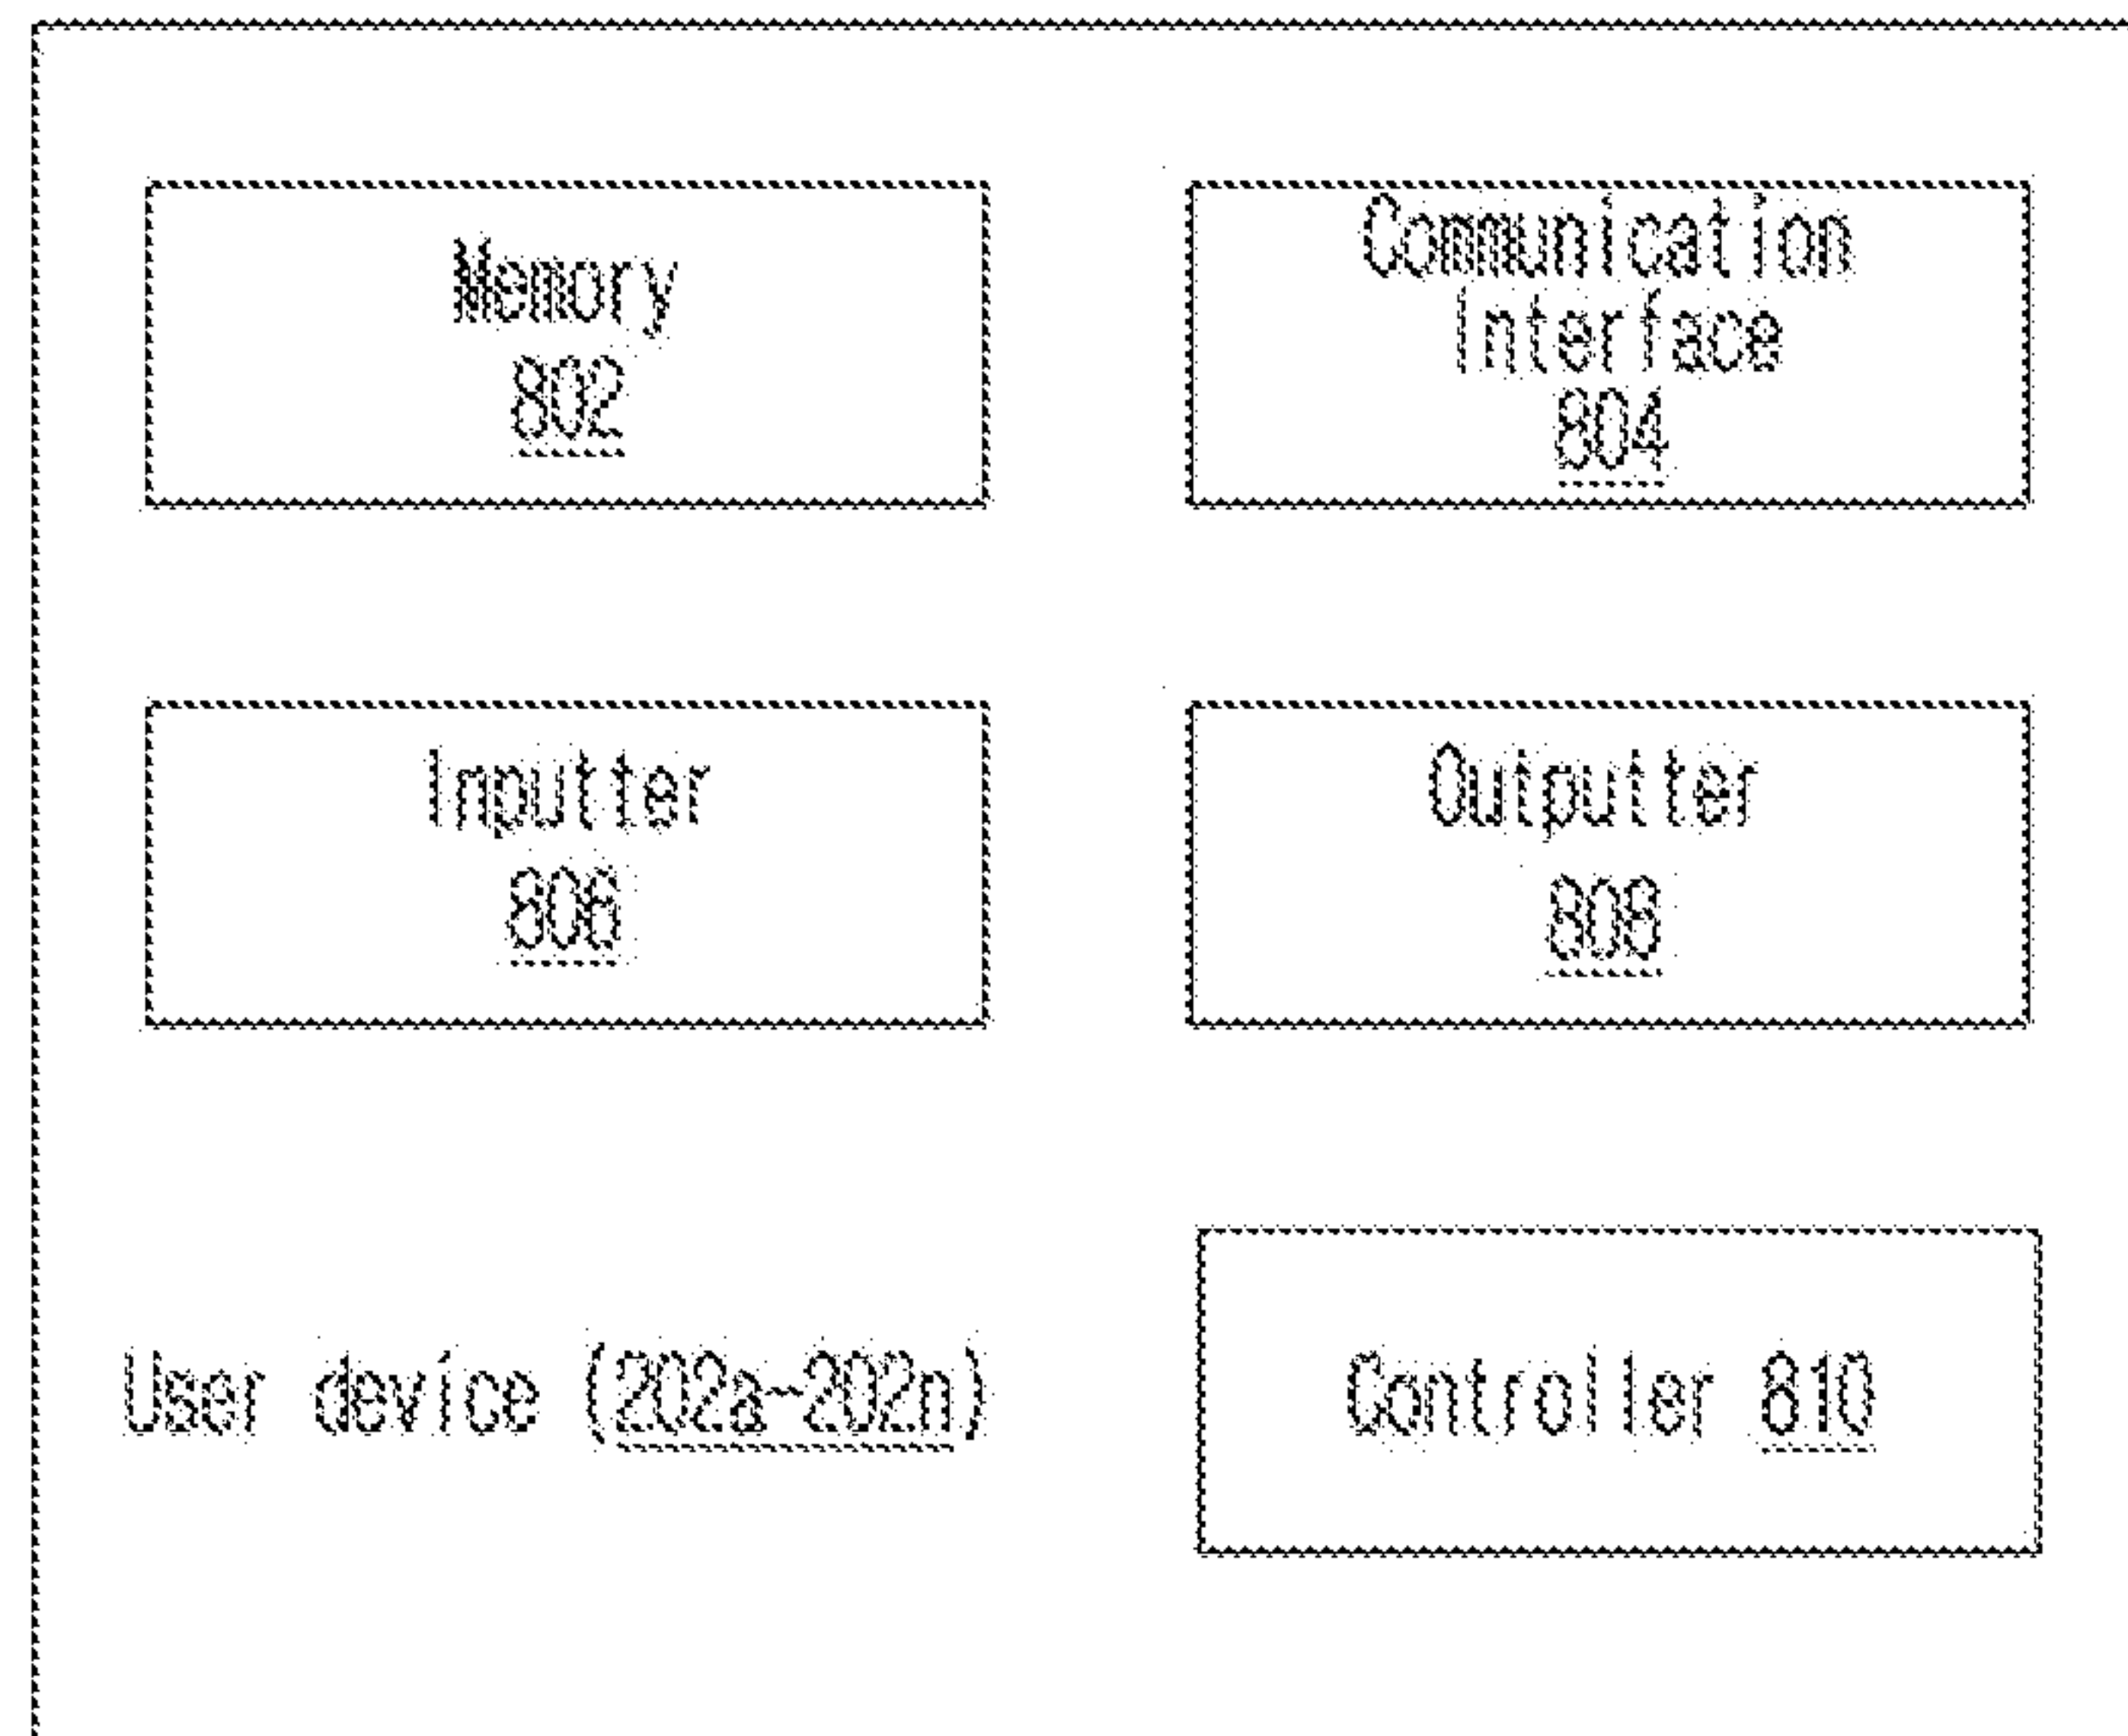 Memory
802
Communication
Interface
804
Inputter
806
Outputter
808
User device (202a~202n)
Controller 810